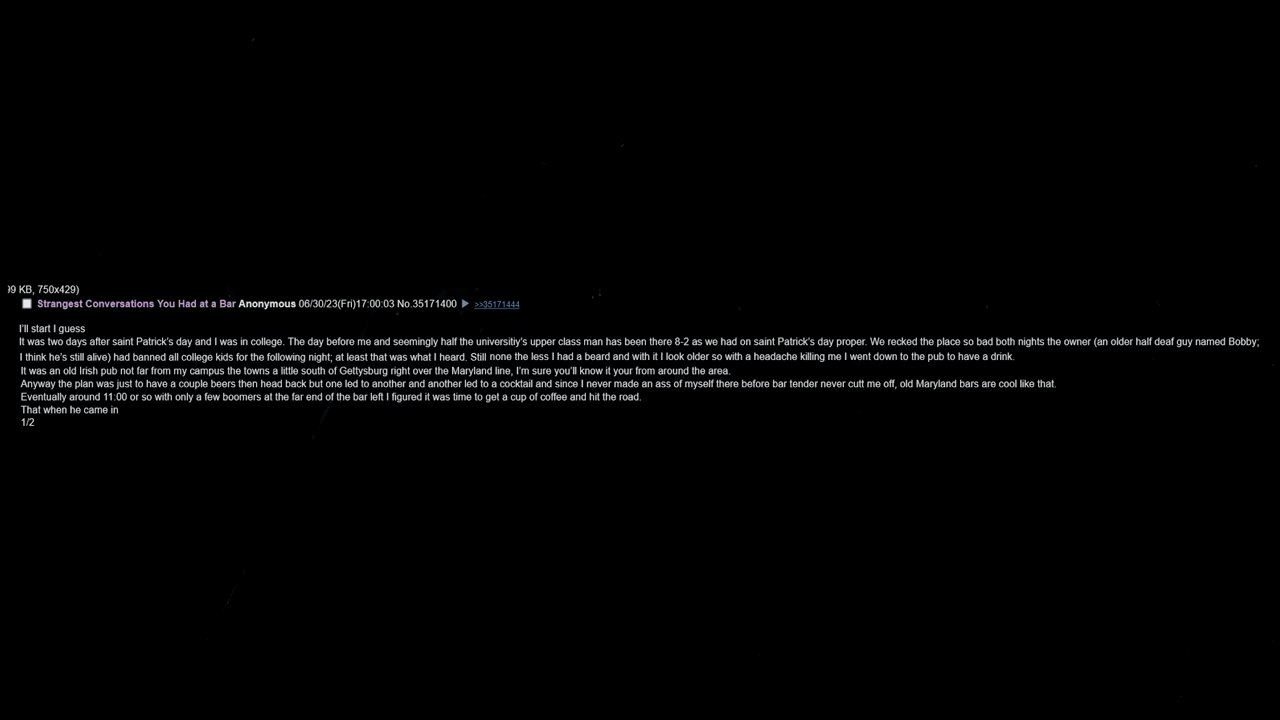 99 KB, 750x429)
Strangest Conversations You Had at a Bar Anonymous 06/30/23(Fri)17:00:03 No.35171400 ▶ >>35171444
I'll start I guess
It was two days after saint Patrick's day and I was in college. The day before me and seemingly half the universitiy's upper class man has been there 8-2 as we had on saint Patrick's day proper. We recked the place so bad both nights the owner (an older half deaf guy named Bobby;
I think he's still alive) had banned all college kids for the following night; at least that was what I heard. Still none the less I had a beard and with it I look older so with a headache killing me I went down to the pub to have a drink.
It was an old Irish pub not far from my campus the towns a little south of Gettysburg right over the Maryland line, I'm sure you'll know it your from around the area.
Anyway the plan was just to have a couple beers then head back but one led to another and another led to a cocktail and since I never made an ass of myself there before bar tender never cutt me off, old Maryland bars are cool like that.
Eventually around 11:00 or so with only a few boomers at the far end of the bar left I figured it was time to get a cup of coffee and hit the road.
That when he came in
1/2